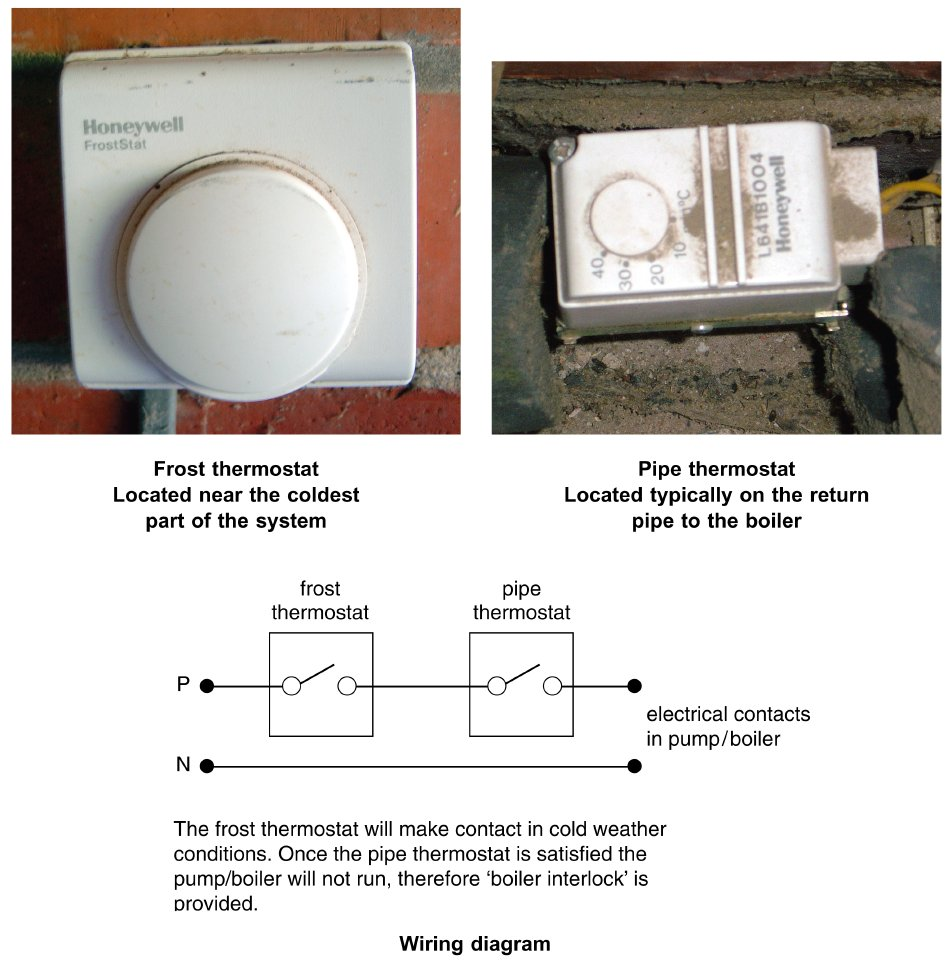 Honeywell
FrostStat
40
30
20
10
°C
L641B1004
Honeywell
Frost thermostat
Located near the coldest
part of the system
Pipe thermostat
Located typically on the return
pipe to the boiler
frost
thermostat
pipe
thermostat
P
electrical contacts
in pump/boiler
N
The frost thermostat will make contact in cold weather
conditions. Once the pipe thermostat is satisfied the
pump/boiler will not run, therefore ‘boiler interlock’ is
provided.
Wiring diagram